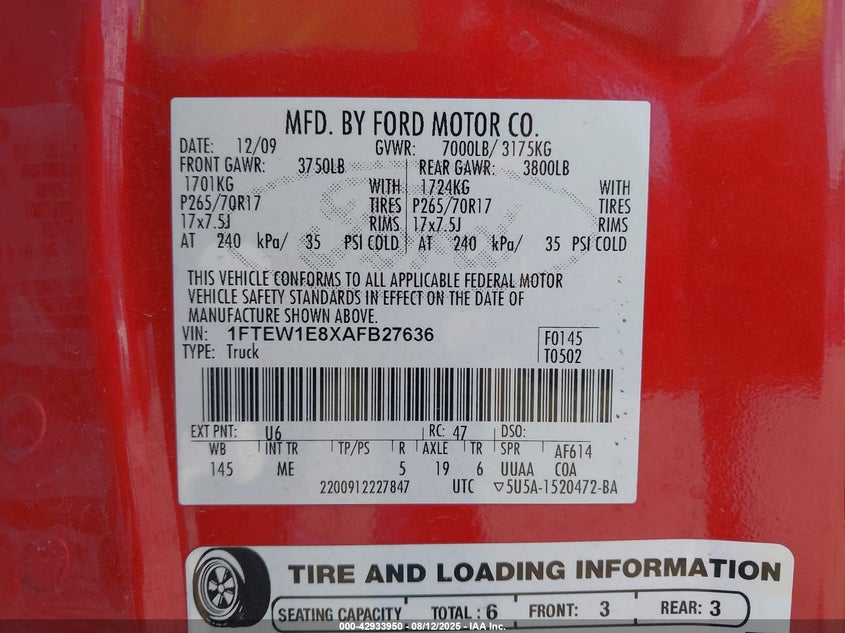 MFD. BY FORD MOTOR CO.
DATE: 12/09 GVWR: 7000LB/ 3175KG
FRONT GAWR: 3750LB REAR GAWR: 3800LB
1701KG WITH 1724KG WITH
P265/70R17 TIRES P265/70R17 TIRES
17x7.5J RIMS 17x7.5J RIMS
AT 240 kPa/ 35 PSI COLD AT 240 kPa/ 35 PSI COLD
THIS VEHICLE CONFORMS TO ALL APPLICABLE FEDERAL MOTOR
VEHICLE SAFETY STANDARDS IN EFFECT ON THE DATE OF
MANUFACTURE SHOWN ABOVE.
VIN: 1FTEW1E8XAFB27636 F0145
TYPE: Truck T0502
EXT PNT: U6 RC: 47 DSO:
WB INT TR TP/PS R AXLE TR SPR AF614
145 ME 5 19 6 UUAA COA
2200912227847 UTC ▽5U5A-1520472-BA
TIRE AND LOADING INFORMATION
SEATING CAPACITY TOTAL : 6 FRONT: 3 REAR: 3
000-42933950 - 08/12/2025 - IAA Inc.